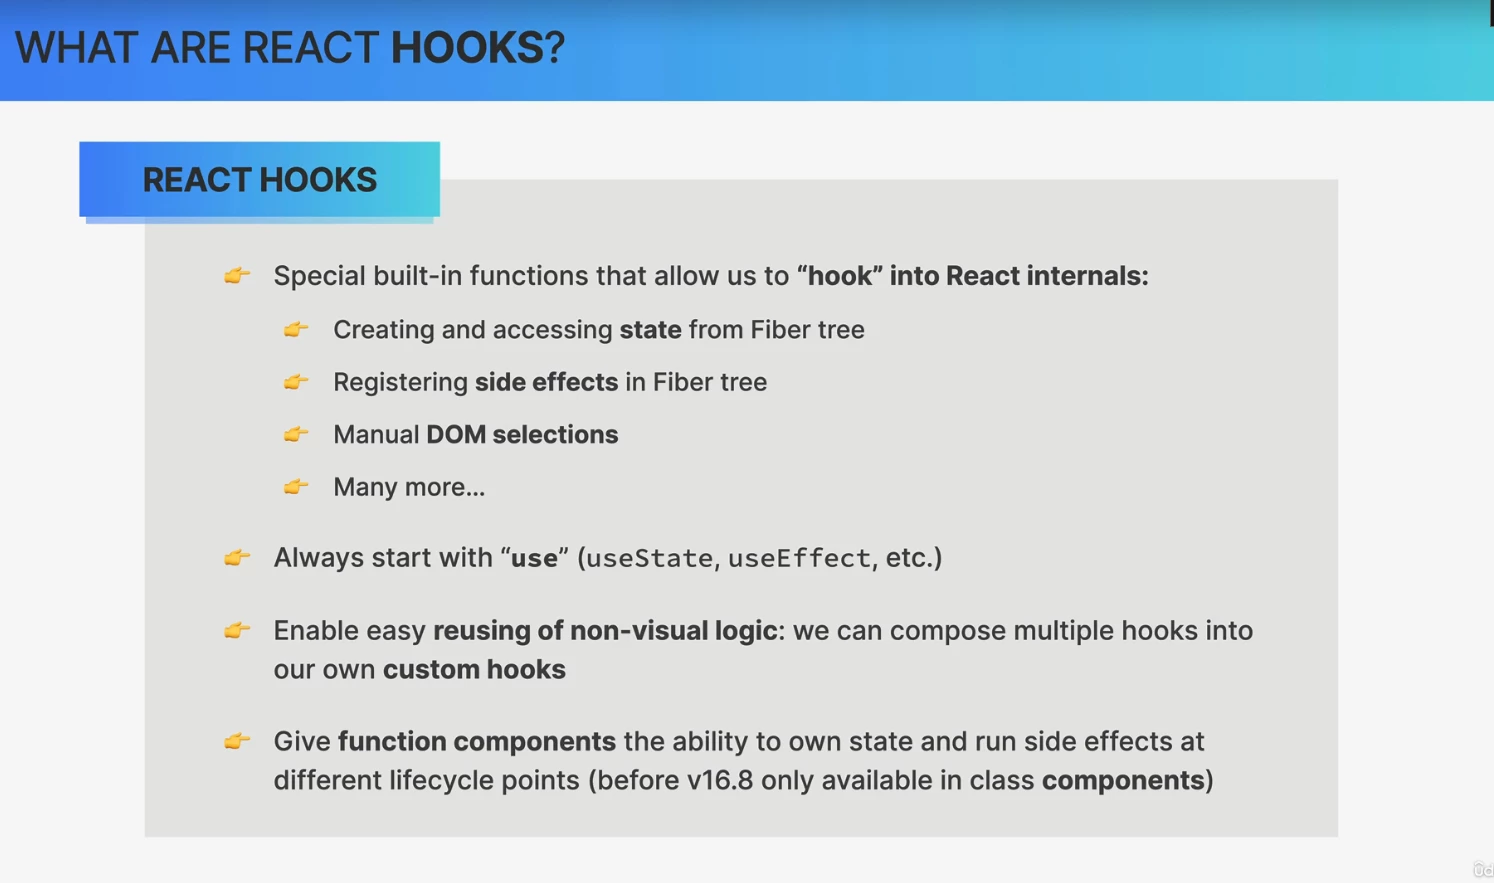 WHAT ARE REACT HOOKS?
REACT HOOKS
Special built-in functions that allow us to “hook” into React internals:
Creating and accessing state from Fiber tree
Registering side effects in Fiber tree
Manual DOM selections
Many more…
Always start with “use” (useState, useEffect, etc.)
Enable easy reusing of non-visual logic: we can compose multiple hooks into
our own custom hooks
Give function components the ability to own state and run side effects at
different lifecycle points (before v16.8 only available in class components)